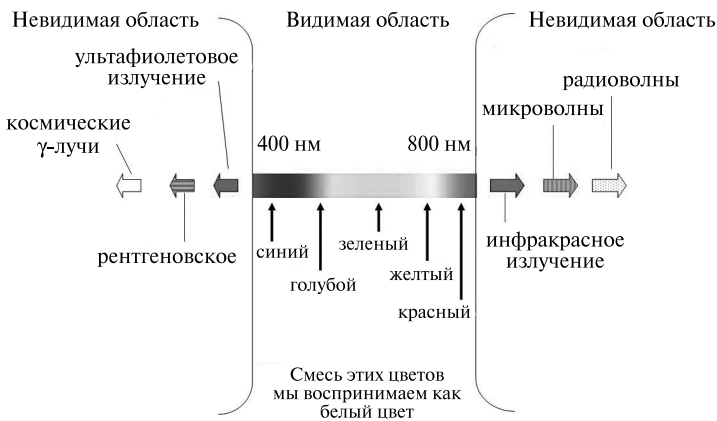 Невидимая область
Видимая область
Невидимая область
ультафиолетовое
излучение
космические
γ-лучи
рентгеновское
400 нм
800 нм
синий
голубой
зеленый
желтый
красный
радиоволны
микроволны
инфракрасное
излучение
Смесь этих цветов
мы воспринимаем как
белый цвет